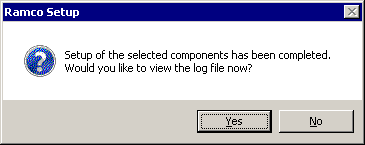 Ramco Setup
Setup of the selected components has been completed.
Would you like to view the log file now?
Yes
No